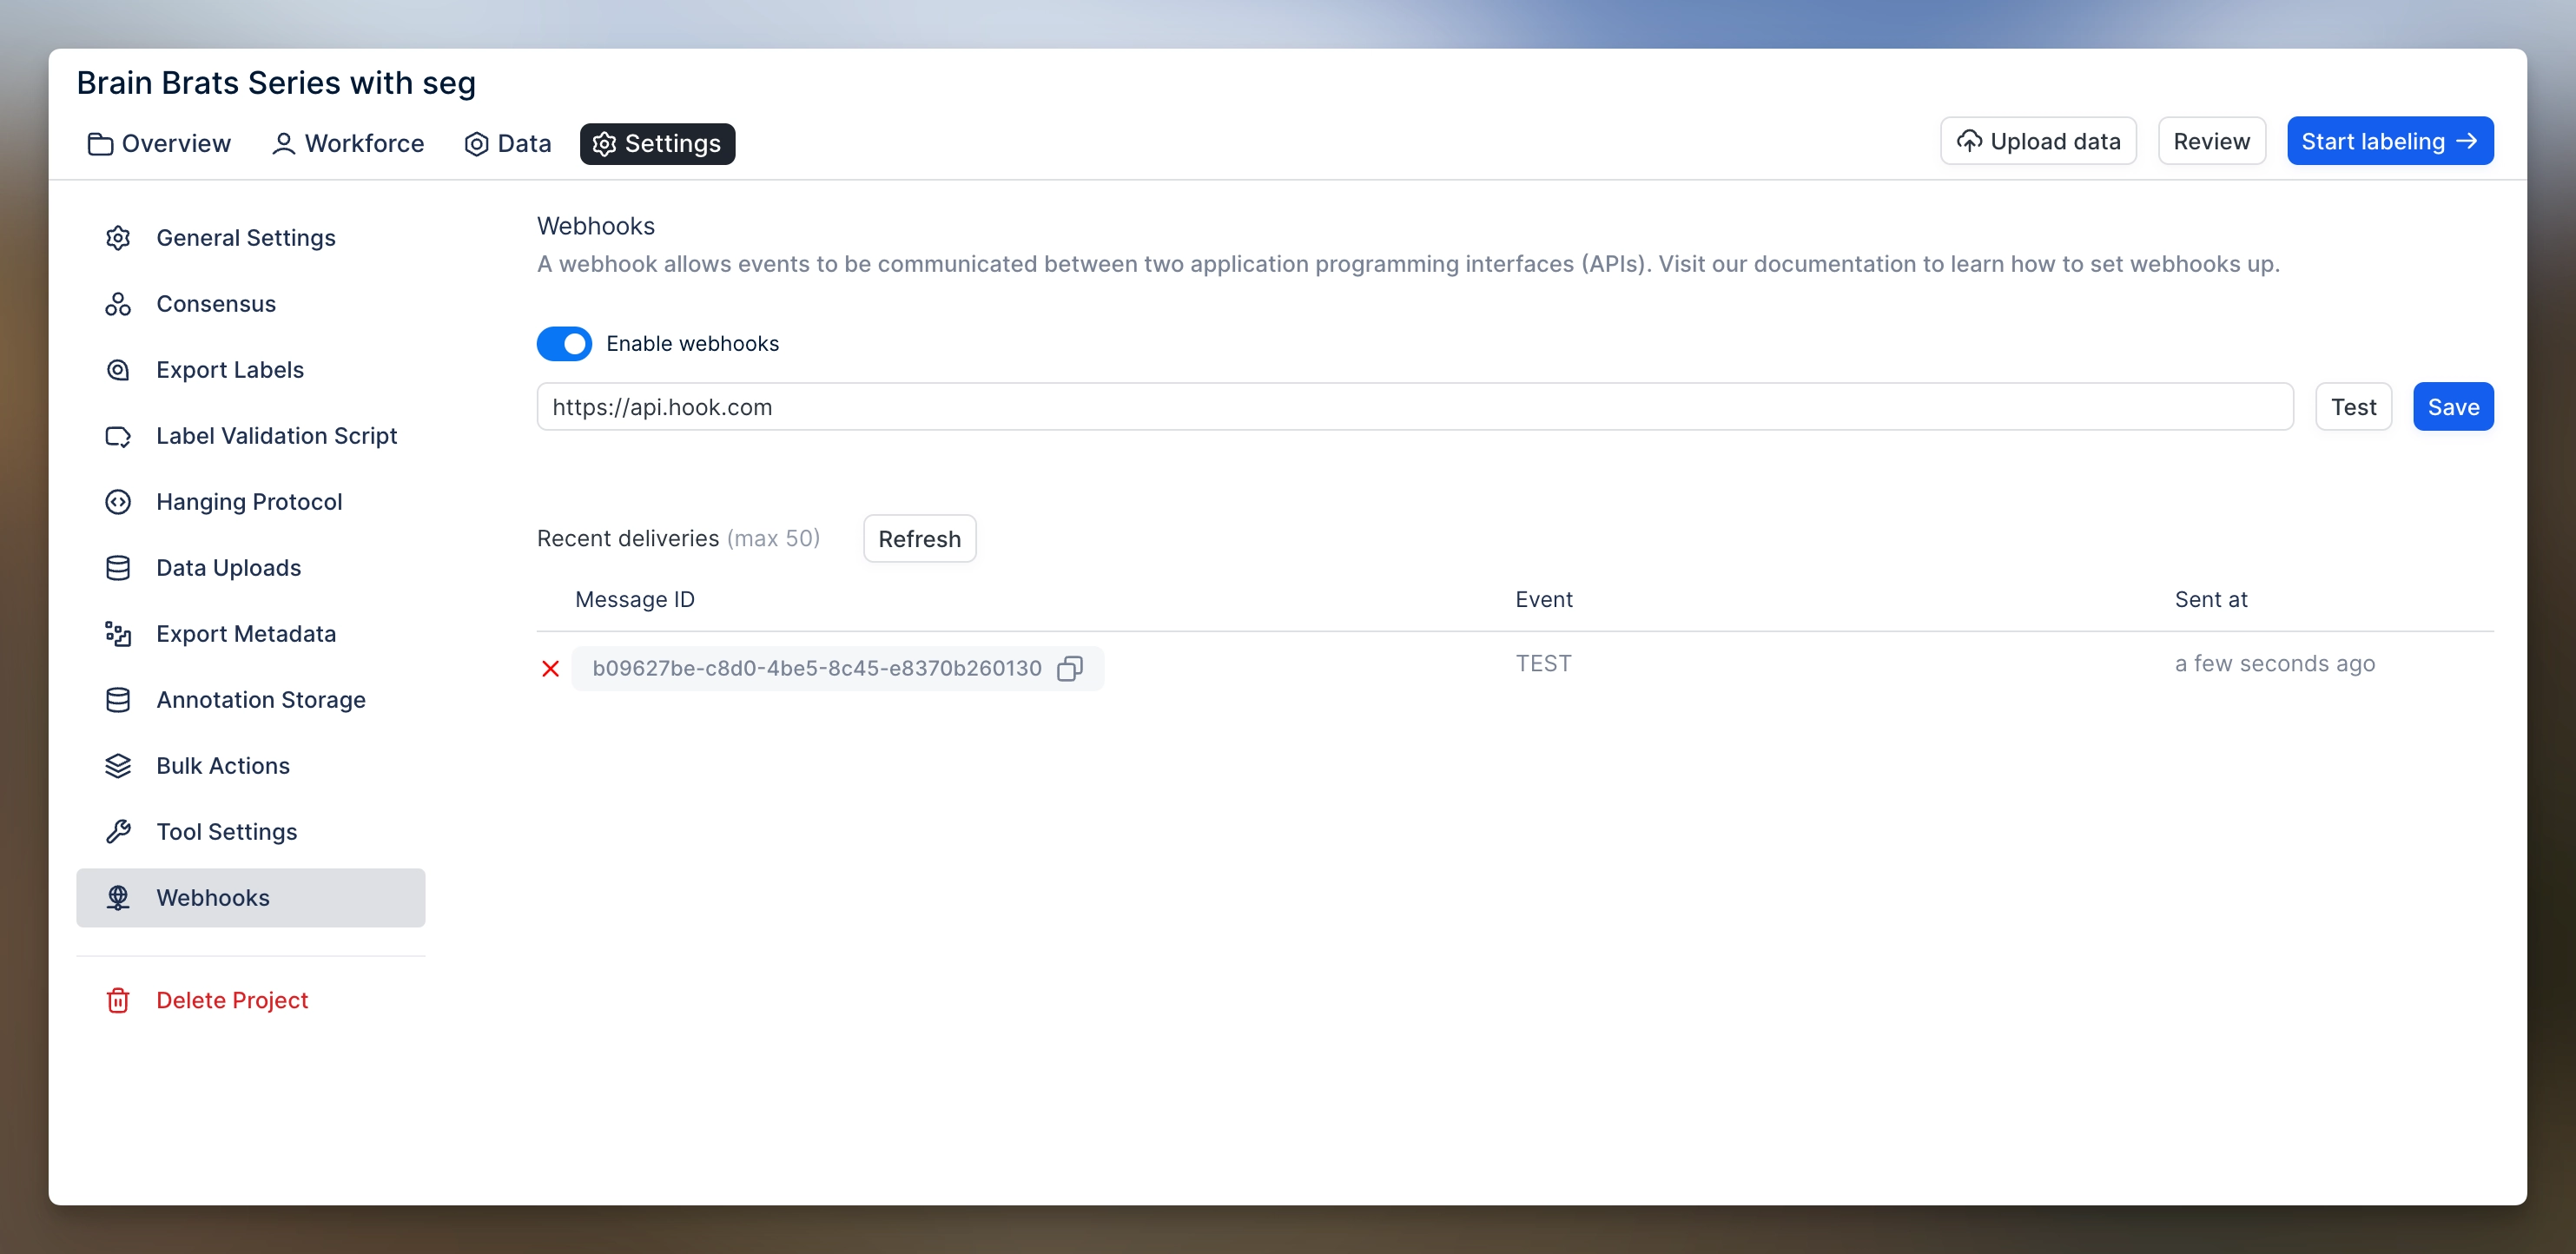 Brain Brats Series with seg
Overview Workforce Data Settings Upload data Review Start labeling
General Settings
Consensus
Export Labels
Label Validation Script
Hanging Protocol
Data Uploads
Export Metadata
Annotation Storage
Bulk Actions
Tool Settings
Webhooks
Delete Project
Webhooks
A webhook allows events to be communicated between two application programming interfaces (APIs). Visit our documentation to learn how to set webhooks up.
Enable webhooks
https://api.hook.com Test Save
Recent deliveries (max 50) Refresh
Message ID Event Sent at
b09627be-c8d0-4be5-8c45-e8370b260130 TEST a few seconds ago